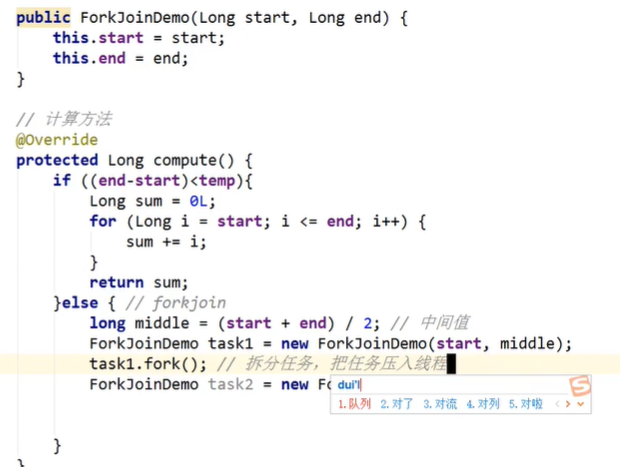 public ForkJoinDemo(Long start, Long end) {
this.start = start;
this.end = end;
}
// 计算方法
@Override
protected Long compute() {
if ((end-start)<temp){
Long sum = 0L;
for (Long i = start; i <= end; i++) {
sum += i;
}
return sum;
}else { // forkjoin
long middle = (start + end) / 2; // 中间值
ForkJoinDemo task1 = new ForkJoinDemo(start, middle);
task1.fork(); // 拆分任务，把任务压入线程
ForkJoinDemo task2 = new Fo
dui'l
1.队列 2.对了 3.对流 4.对列 5.对啦
}
}